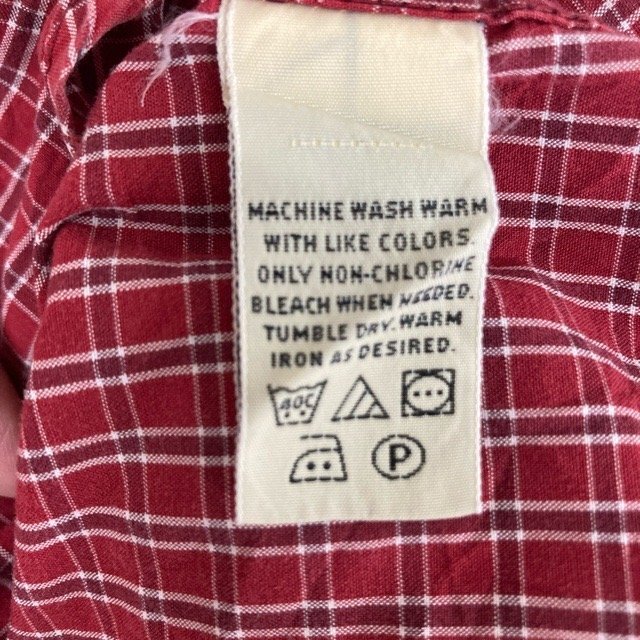 MACHINE WASH WARM
WITH LIKE COLORS.
ONLY NON-CHLORINE
BLEACH WHEN NEEDED.
TUMBLE DRY. WARM
IRON AS DESIRED.
40C
P